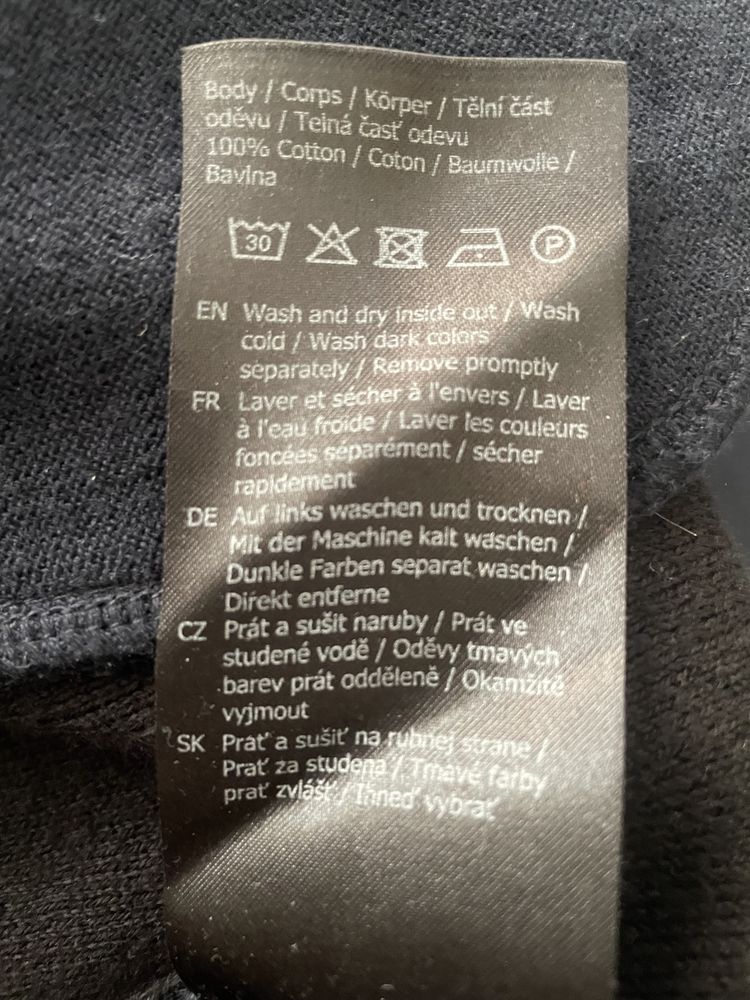 Body / Corps / Körper / Tělní část
oděvu / Telná časť odevu
100% Cotton / Coton / Baumwolle /
Bavlna
30 P
EN Wash and dry inside out / Wash
cold / Wash dark colors
separately / Remove promptly
FR Laver et sécher à l'envers / Laver
à l'eau froide / Laver les couleurs
foncées séparément / sécher
rapidement
DE Auf links waschen und trocknen /
Mit der Maschine kalt waschen /
Dunkle Farben separat waschen /
Direkt entferne
CZ Prát a sušit naruby / Prát ve
studené vodě / Oděvy tmavých
barev prát odděleně / Okamžitě
vyjmout
SK Prať a sušiť na rubnej strane /
Prať za studena / Tmavé farby
prať zvlášť / Ihneď vybrať